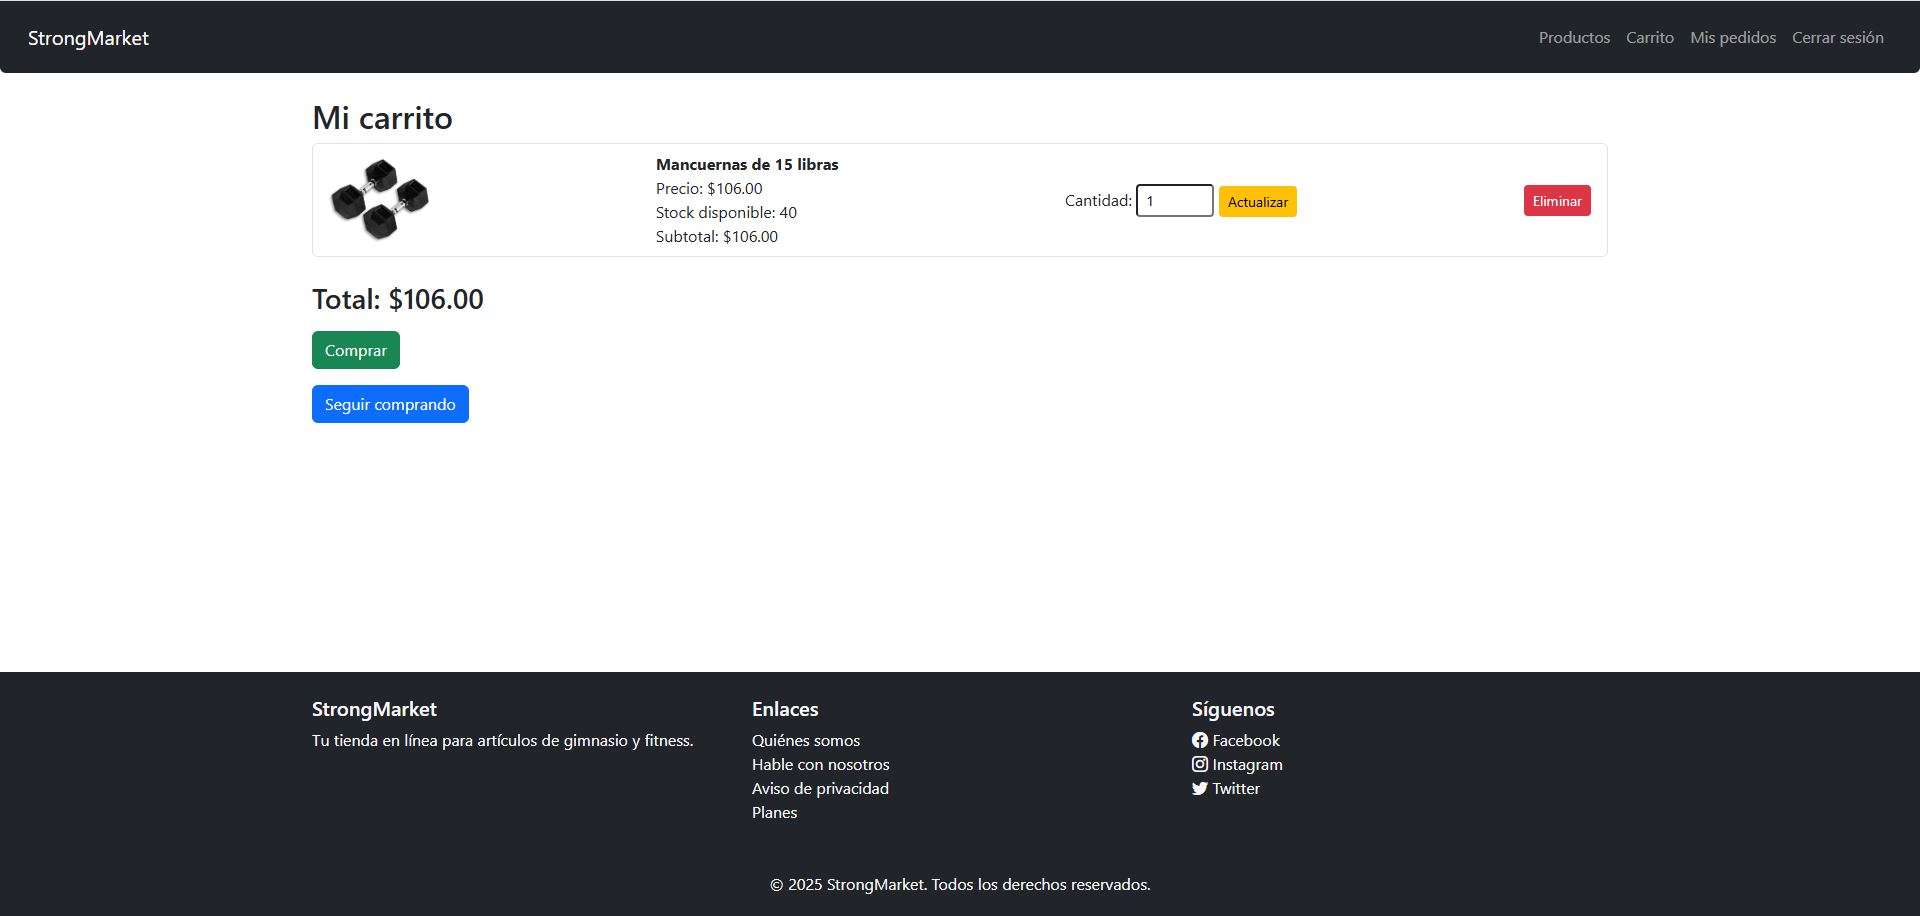 StrongMarket
Productos Carrito Mis pedidos Cerrar sesión
Mi carrito
Mancuernas de 15 libras
Precio: $106.00
Stock disponible: 40
Subtotal: $106.00
Cantidad: 1 Actualizar
Eliminar
Total: $106.00
Comprar
Seguir comprando
StrongMarket
Tu tienda en línea para artículos de gimnasio y fitness.
Enlaces
Quiénes somos
Hable con nosotros
Aviso de privacidad
Planes
Síguenos
Facebook
Instagram
Twitter
© 2025 StrongMarket. Todos los derechos reservados.